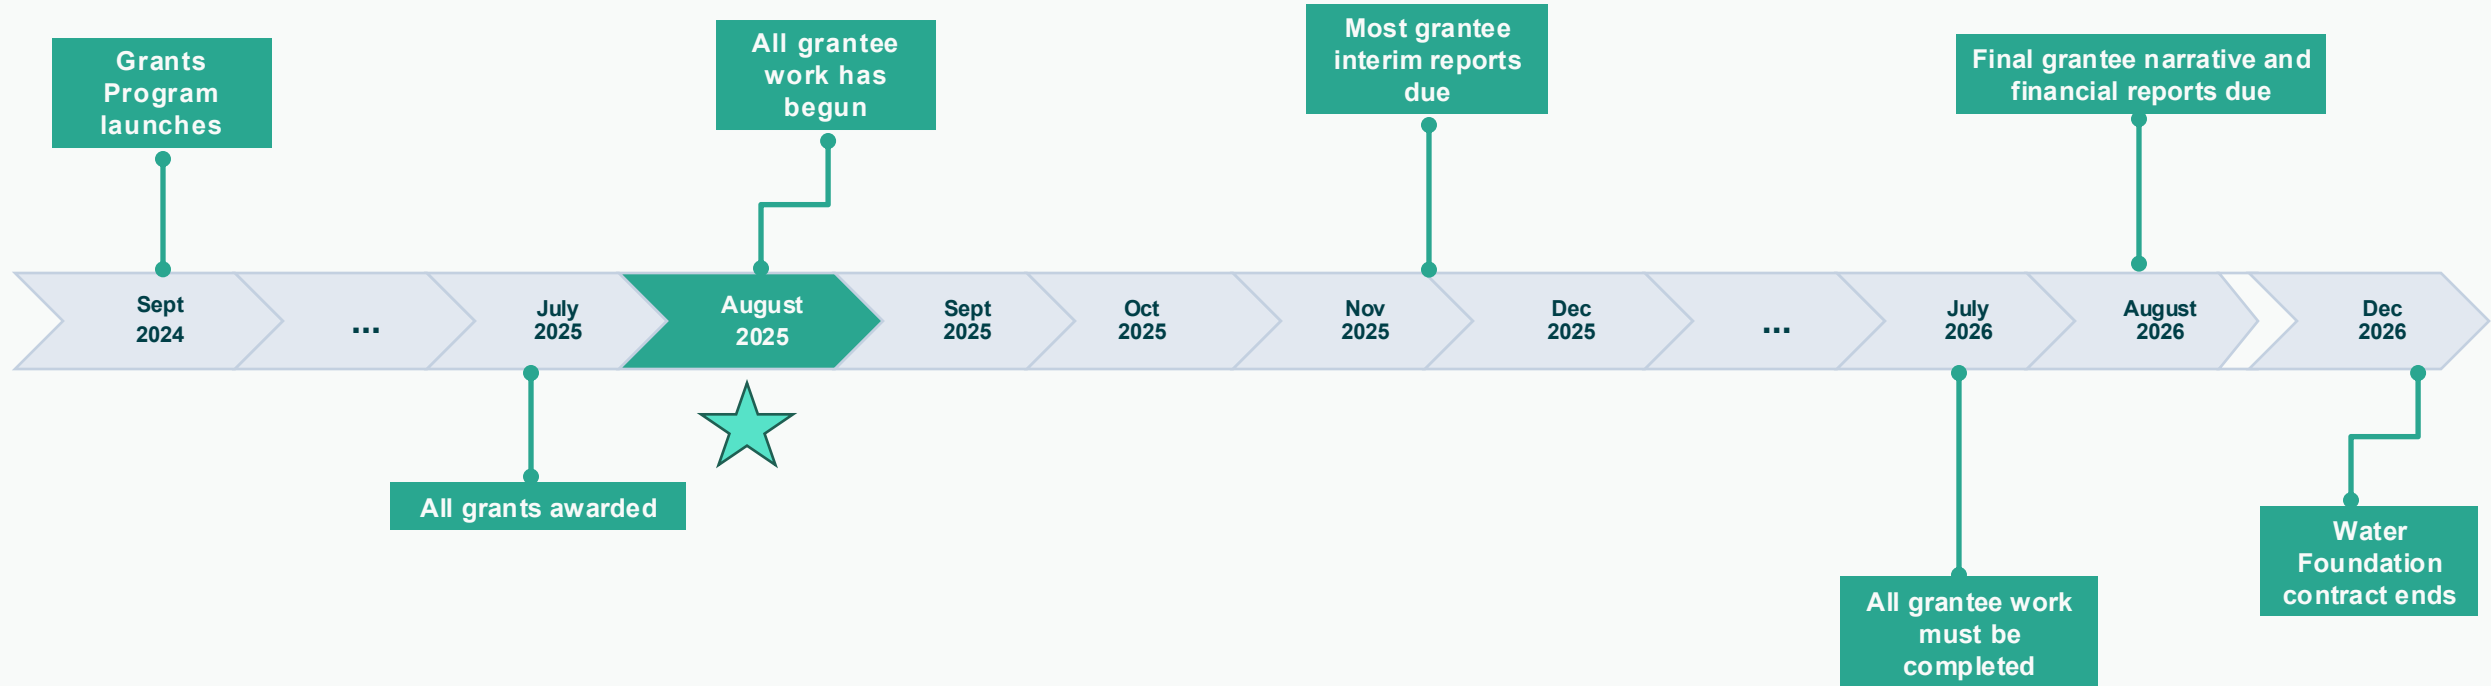 Grants
Program
launches
All grantee
work has
begun
Most grantee
interim reports
due
Final grantee narrative and
financial reports due
Sept
2024
...
July
2025
August
2025
Sept
2025
Oct
2025
Nov
2025
Dec
2025
...
July
2026
August
2026
Dec
2026
All grants awarded
All grantee work
must be
completed
Water
Foundation
contract ends